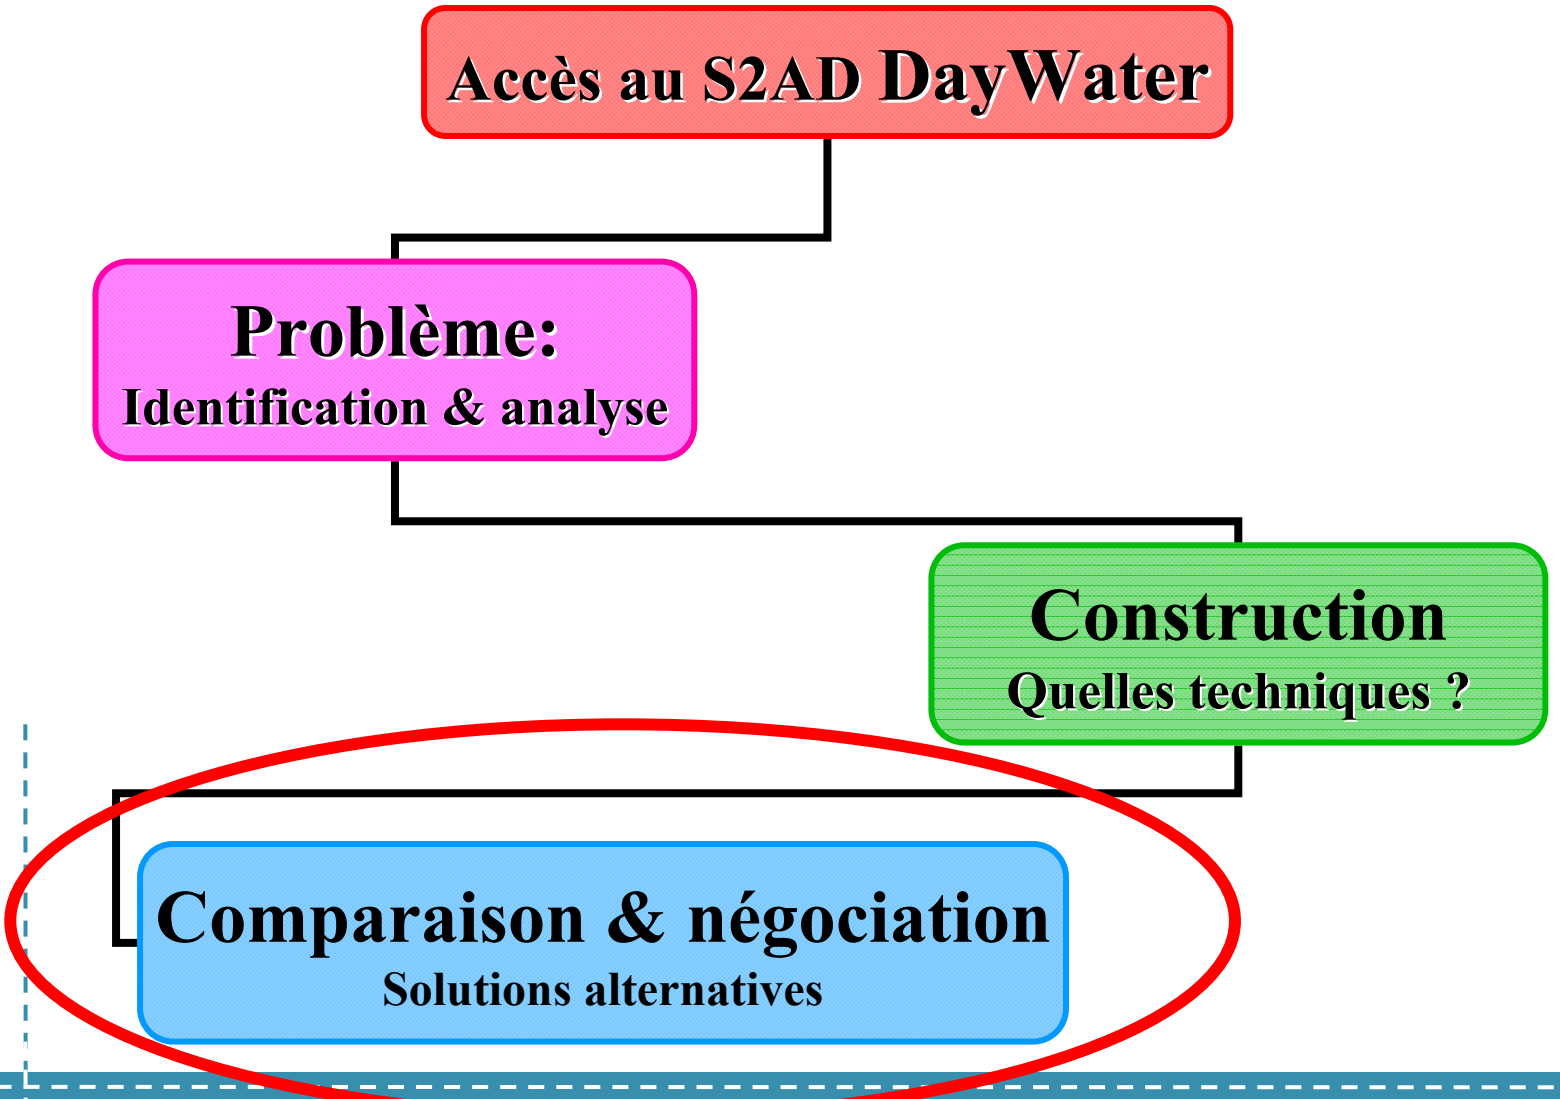 Accès au S2AD DayWater
Problème:
Identification & analyse
Construction
Quelles techniques ?
Comparaison & négociation
Solutions alternatives